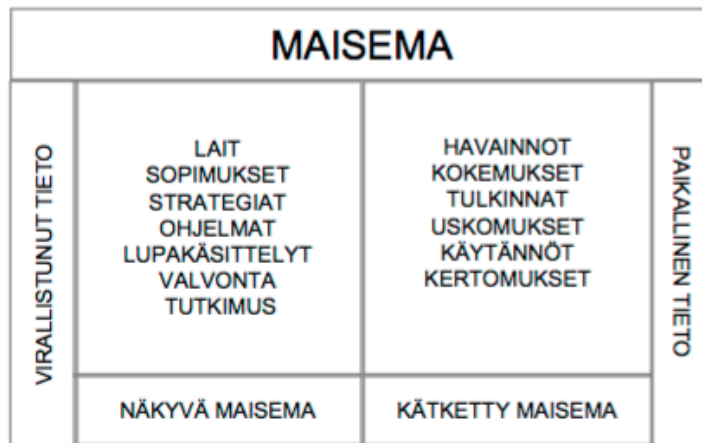 MAISEMA
VIRALLISTUNUT TIETO
LAIT
SOPIMUKSET
STRATEGIAT
OHJELMAT
LUPAKÄSITTELYT
VALVONTA
TUTKIMUS
HAVAINNOT
KOKEMUKSET
TULKINNAT
USKOMUKSET
KÄYTÄNNÖT
KERTOMUKSET
PAIKALLINEN TIETO
NÄKYVÄ MAISEMA
KÄTKETTY MAISEMA